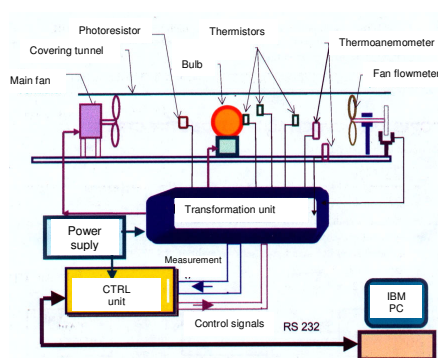 Photoresistor
Thermistors
Covering tunnel
Thermoanemometer
Main fan
Bulb
Fan flowmeter
Transformation unit
Power
suply
Measurement
CTRL
unit
IBM
PC
Control signals
RS 232